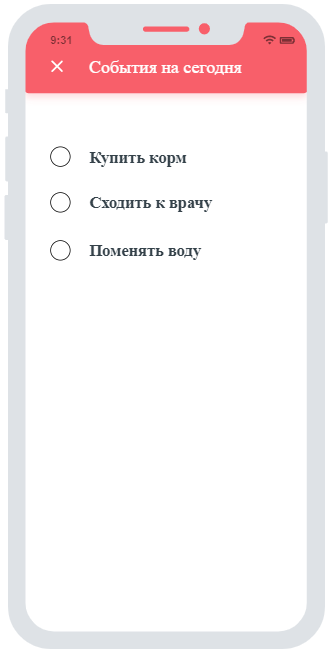 9:31
События на сегодня
Купить корм
Сходить к врачу
Поменять воду